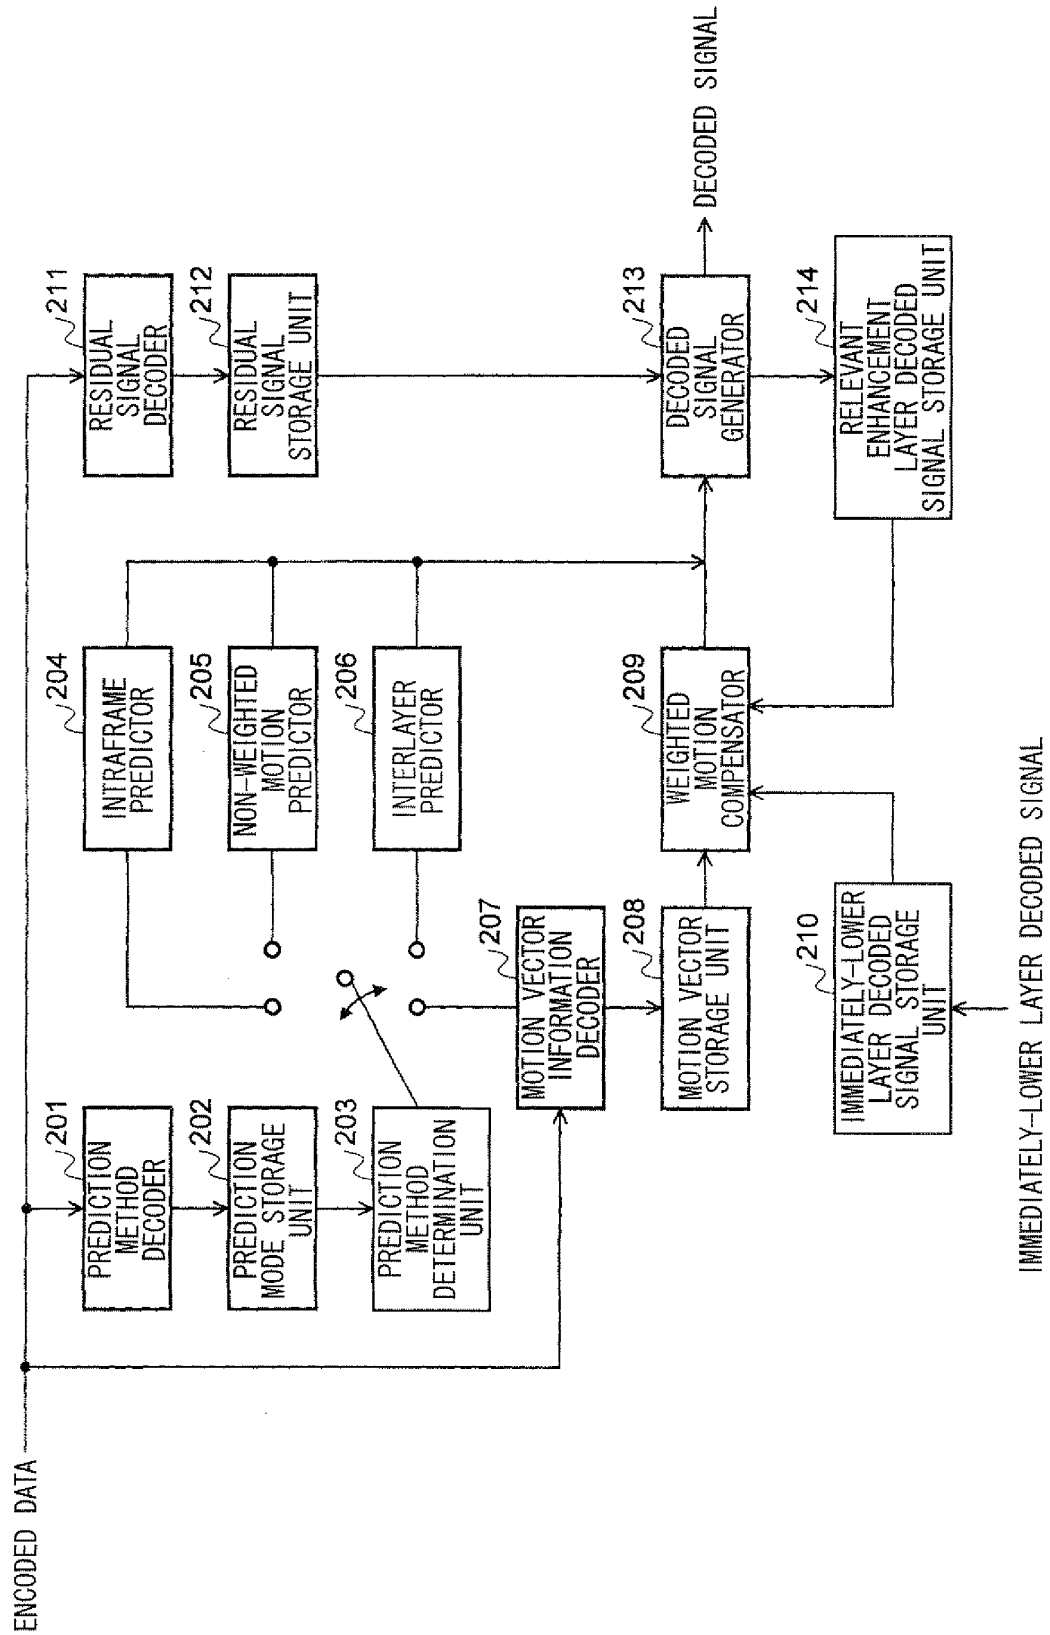 ENCODED DATA
201
PREDICTION
METHOD
DECODER
202
PREDICTION
MODE STORAGE
UNIT
203
PREDICTION
METHOD
DETERMINATION
UNIT
204
INTRAFRAME
PREDICTOR
205
NON-WEIGHTED
MOTION
PREDICTOR
206
INTERLAYER
PREDICTOR
207
MOTION VECTOR
INFORMATION
DECODER
208
MOTION VECTOR
STORAGE UNIT
209
WEIGHTED
MOTION
COMPENSATOR
210
IMMEDIATELY-LOWER
LAYER DECODED
SIGNAL STORAGE
UNIT
IMMEDIATELY-LOWER LAYER DECODED SIGNAL
211
RESIDUAL
SIGNAL
DECODER
212
RESIDUAL
SIGNAL
STORAGE UNIT
213
DECODED
SIGNAL
GENERATOR
DECODED SIGNAL
214
RELEVANT
ENHANCEMENT
LAYER DECODED
SIGNAL STORAGE UNIT